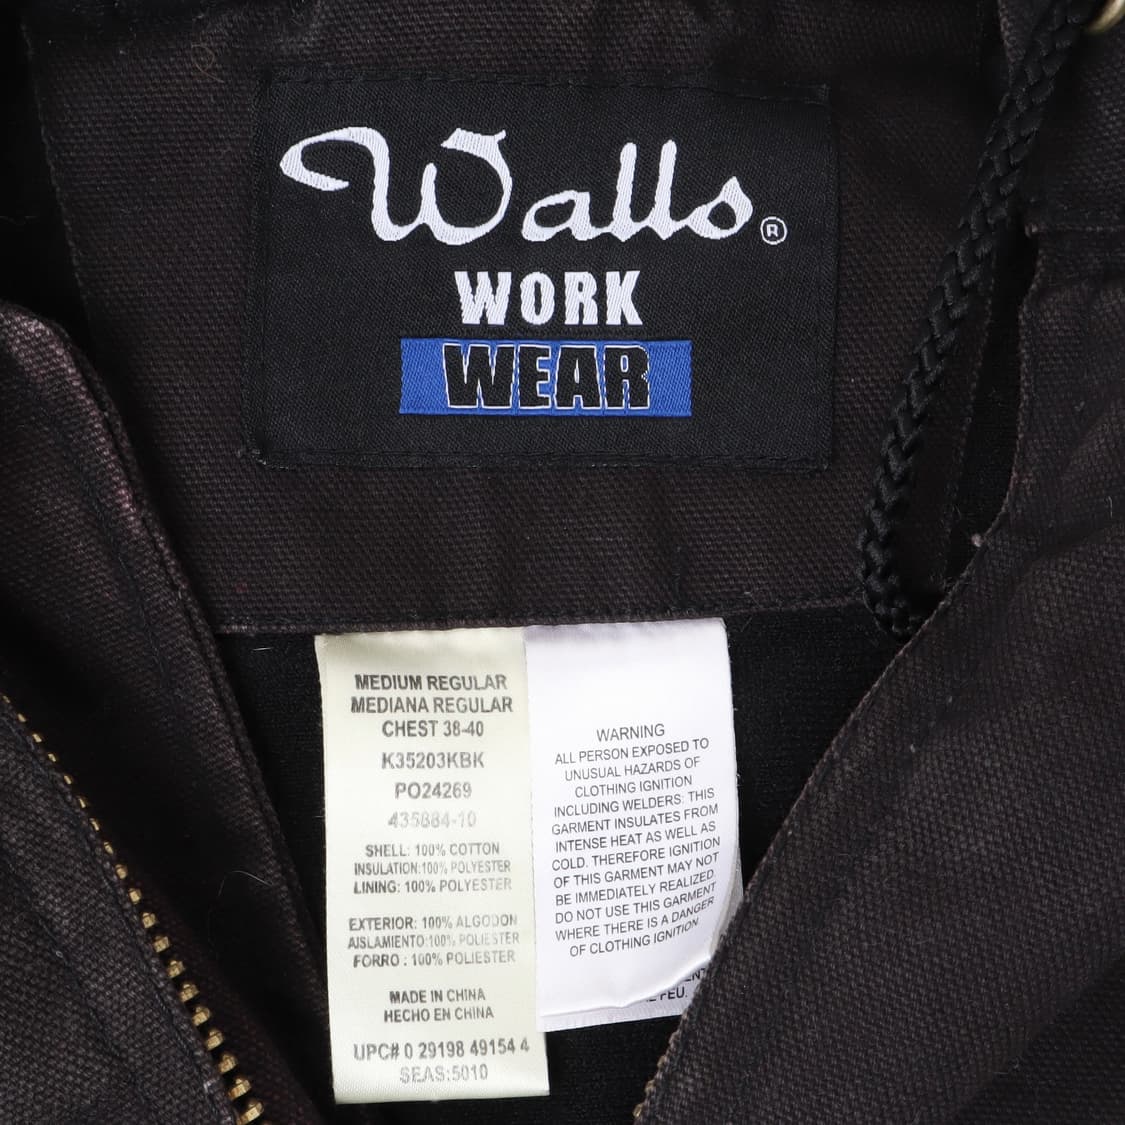 Walls®
WORK
WEAR
MEDIUM REGULAR
MEDIANA REGULAR
CHEST 38-40
K35203KBK
PO24269
435884-10
SHELL: 100% COTTON
INSULATION:100% POLYESTER
LINING: 100% POLYESTER
EXTERIOR: 100% ALGODON
AISLAMIENTO:100% POLIESTER
FORRO : 100% POLIESTER
MADE IN CHINA
HECHO EN CHINA
UPC# 0 29198 49154 4
SEAS:5010
WARNING
ALL PERSON EXPOSED TO
UNUSUAL HAZARDS OF
CLOTHING IGNITION
INCLUDING WELDERS: THIS
GARMENT INSULATES FROM
INTENSE HEAT AS WELL AS
COLD. THEREFORE IGNITION
OF THIS GARMENT MAY NOT
BE IMMEDIATELY REALIZED.
DO NOT USE THIS GARMENT
WHERE THERE IS A DANGER
OF CLOTHING IGNITION.
FEU.